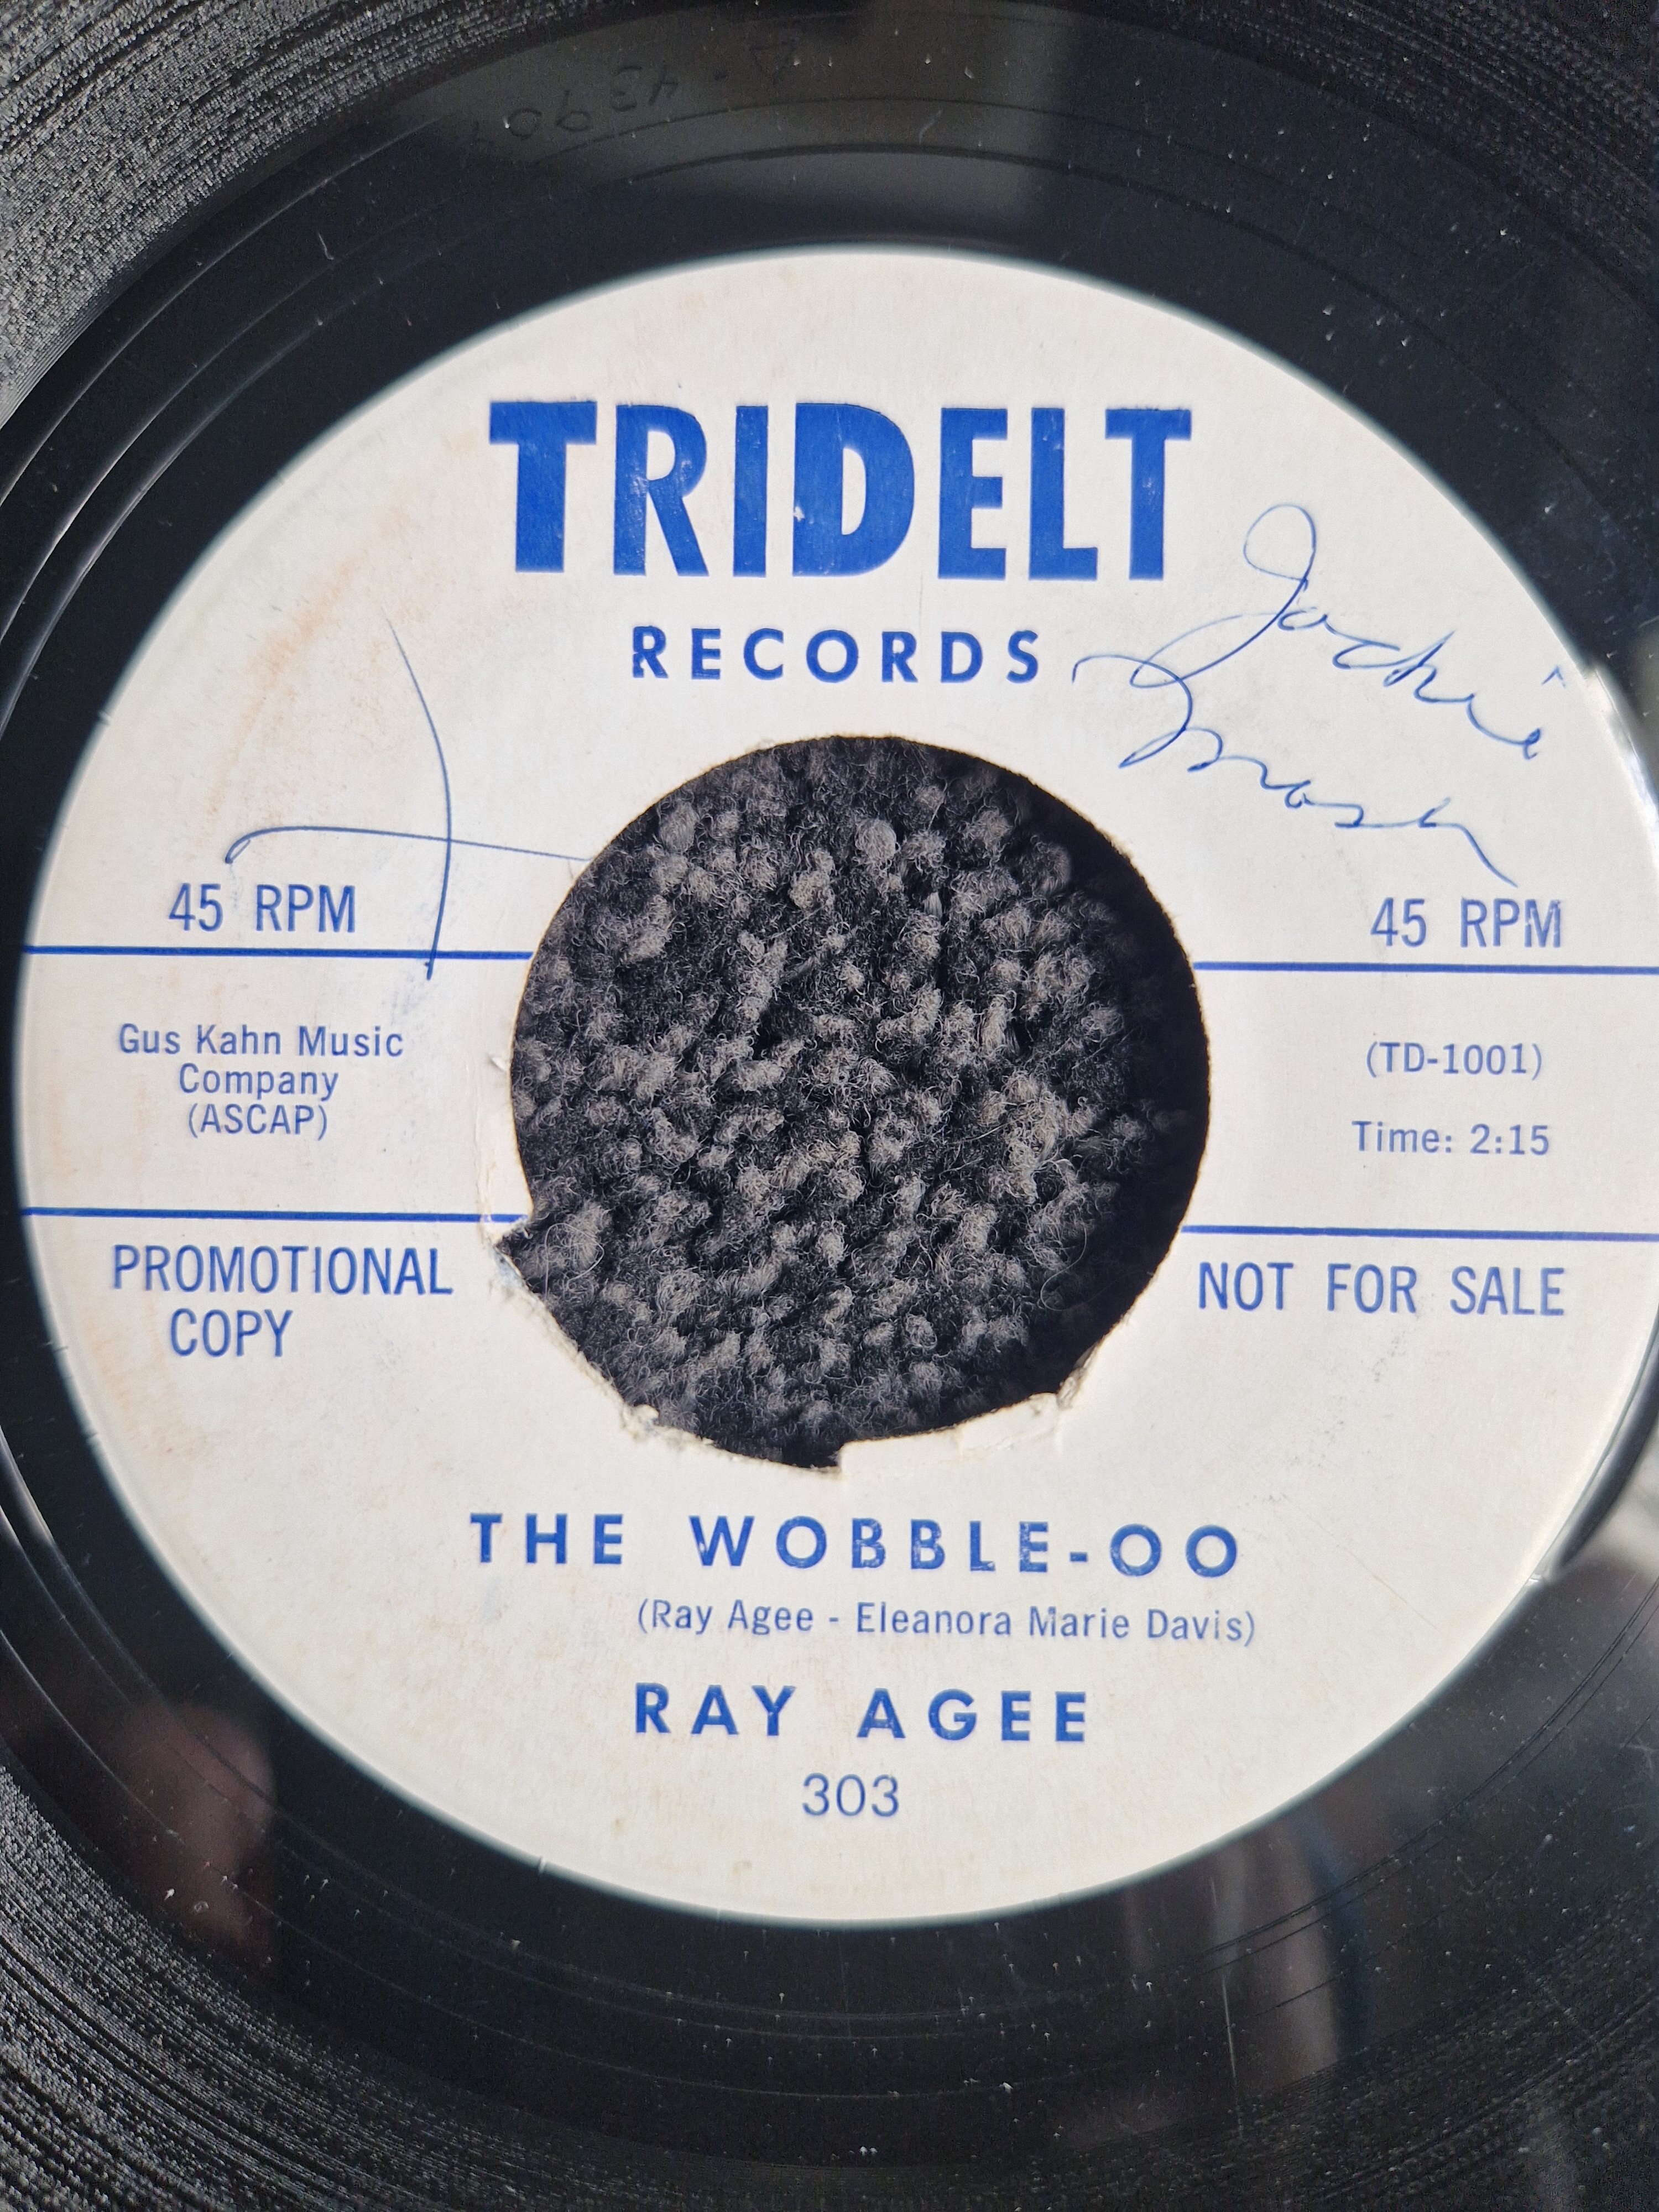 TRIDELT
RECORDS
Jackie
45 RPM
45 RPM
Gus Kahn Music
Company
(ASCAP)
(TD-1001)
Time: 2:15
PROMOTIONAL
COPY
NOT FOR SALE
THE WOBBLE-OO
(Ray Agee - Eleanora Marie Davis)
RAY AGEE
303